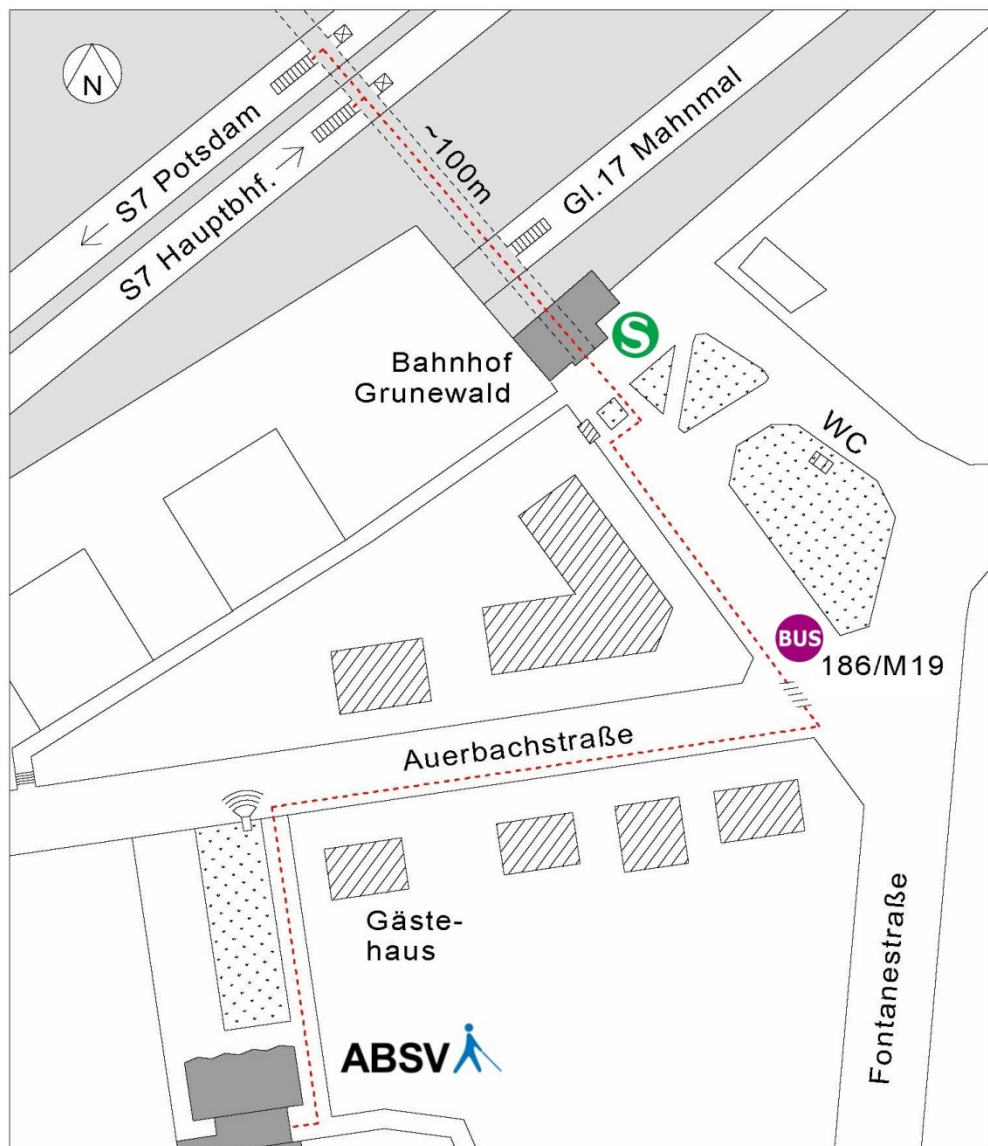 N
S7 Potsdam
S7 Hauptbhf.
~100m
Gl.17 Mahnmal
S
Bahnhof
Grunewald
WC
BUS
186/M19
Auerbachstraße
Gäste-
haus
Fontanestraße
ABSV